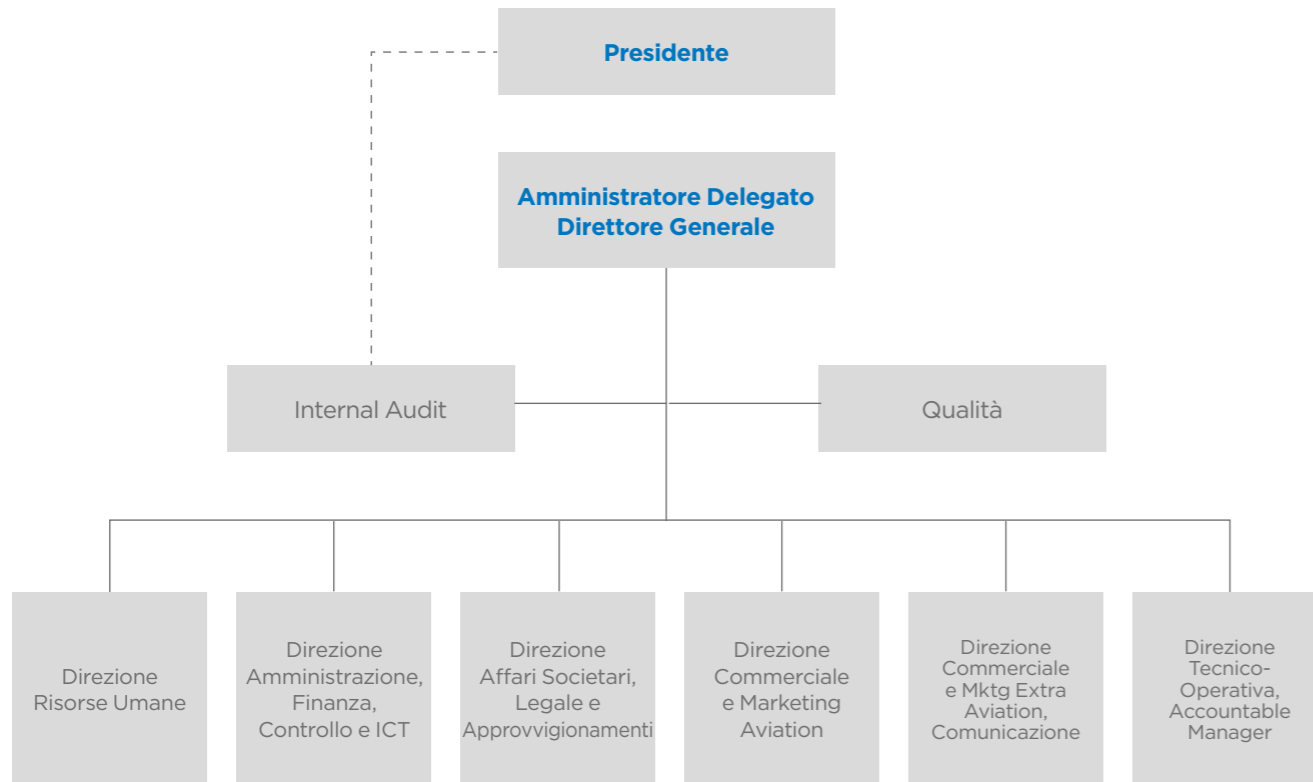 Presidente
Amministratore Delegato
Direttore Generale
Internal Audit
Qualità
Direzione
Risorse Umane
Direzione
Amministrazione,
Finanza,
Controllo e ICT
Direzione
Affari Societari,
Legale e
Approvvigionamenti
Direzione
Commerciale
e Marketing
Aviation
Direzione
Commerciale
e Mktg Extra
Aviation,
Comunicazione
Direzione
Tecnico-
Operativa,
Accountable
Manager